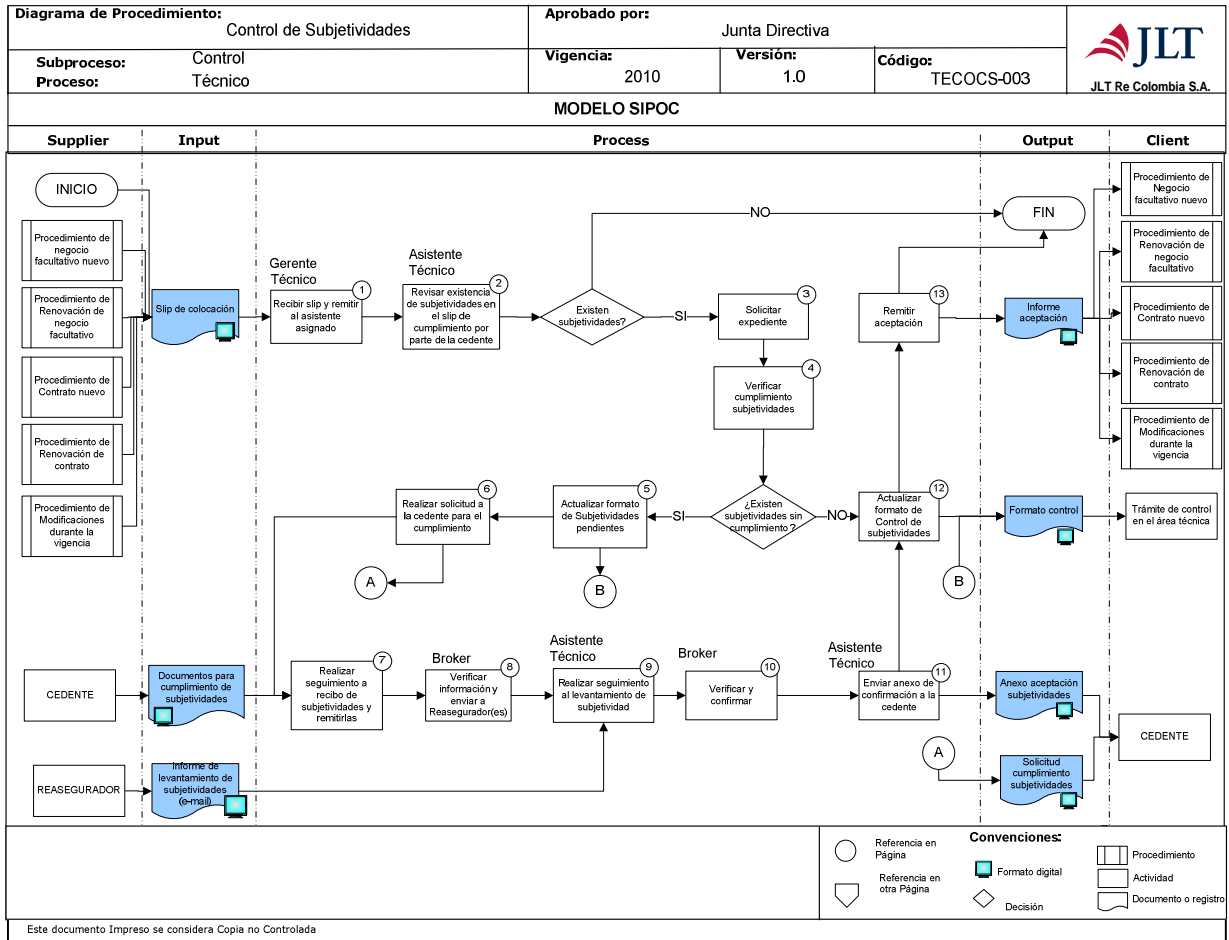 Diagrama de Procedimiento:
Control de Subjetividades
Aprobado por:
Junta Directiva
Subproceso:
Control
Proceso:
Técnico
Vigencia:
2010
Versión:
1.0
Código:
TECOCS-003
JLT
JLT Re Colombia S.A.
MODELO SIPOC
Supplier
Input
Process
Output
Client
INICIO
Procedimiento de
negocio
facultativo nuevo
Procedimiento de
Renovación de
negocio
facultativo
Procedimiento de
Contrato nuevo
Procedimiento de
Renovación de
contrato
Procedimiento de
Modificaciones
durante la
vigencia
Slip de colocación
Gerente
Técnico
1
Recibir slip y remitir
al asistente
asignado
Asistente
Técnico
2
Revisar existencia
de subjetividades en
el slip de
cumplimiento por
parte de la cedente
Existen
subjetividades?
NO
SI
3
Solicitar
expediente
4
Verificar
cumplimiento
subjetividades
¿Existen
subjetividades sin
cumplimiento?
SI
NO
5
Actualizar formato
de Subjetividades
pendientes
B
6
Realizar solicitud a
la cedente para el
cumplimiento
A
12
Actualizar
formato de
Control de
subjetividades
B
13
Remitir
aceptación
FIN
Informe
aceptación
Procedimiento de
Negocio
facultativo nuevo
Procedimiento de
Renovación de
negocio
facultativo
Procedimiento de
Contrato nuevo
Procedimiento de
Renovación de
contrato
Procedimiento de
Modificaciones
durante la
vigencia
Formato control
Trámite de control
en el área técnica
CEDENTE
Documentos para
cumplimiento de
subjetividades
7
Realizar
seguimiento a
recibo de
subjetividades y
remitirlas
Broker
8
Verificar
información y
enviar a
Reasegurador(es)
Asistente
Técnico
9
Realizar seguimiento
al levantamiento de
subjetividad
Broker
10
Verificar y
confirmar
Asistente
Técnico
11
Enviar anexo de
confirmación a la
cedente
Anexo aceptación
subjetividades
CEDENTE
A
Solicitud
cumplimiento
subjetividades
REASEGURADOR
Informe de
levantamiento de
subjetividades
(e-mail)
Convenciones:
Referencia en
Página
Referencia en
otra Página
Formato digital
Decisión
Procedimiento
Actividad
Documento o registro
Este documento Impreso se considera Copia no Controlada